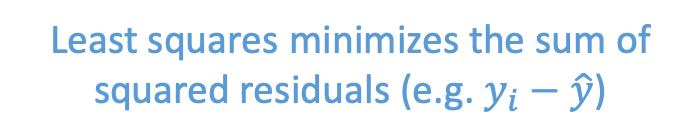 Least squares minimizes the sum of
squared residuals (e.g. 𝑦ᵢ − ŷ)